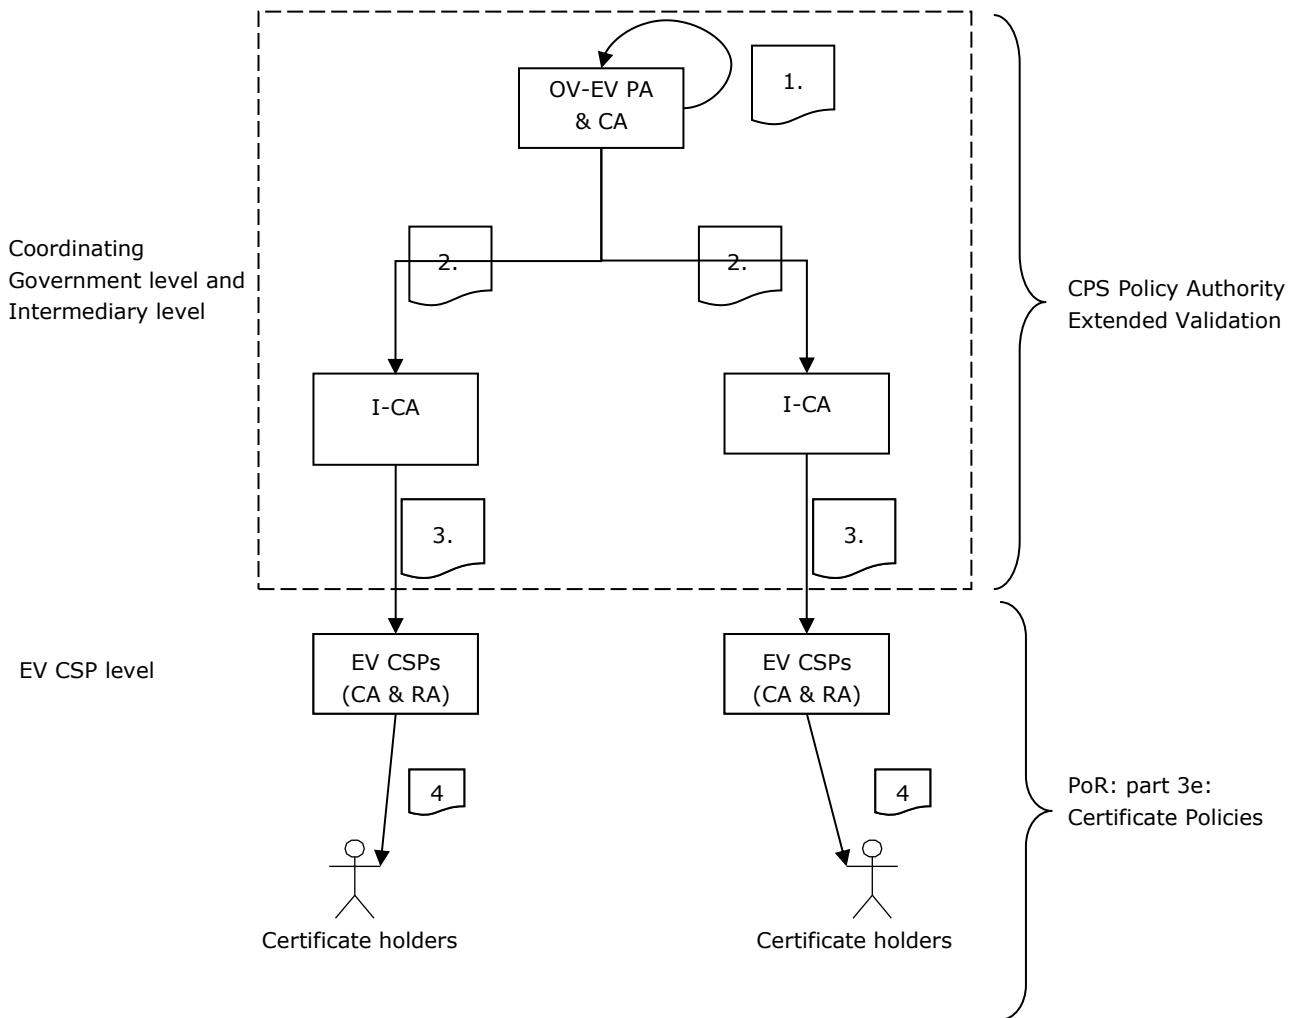 OV-EV PA
& CA
1.
Coordinating
Government level and
Intermediary level
2.
2.
CPS Policy Authority
Extended Validation
I-CA
I-CA
3.
3.
EV CSP level
EV CSPs
(CA & RA)
EV CSPs
(CA & RA)
4
4
PoR: part 3e:
Certificate Policies
Certificate holders
Certificate holders